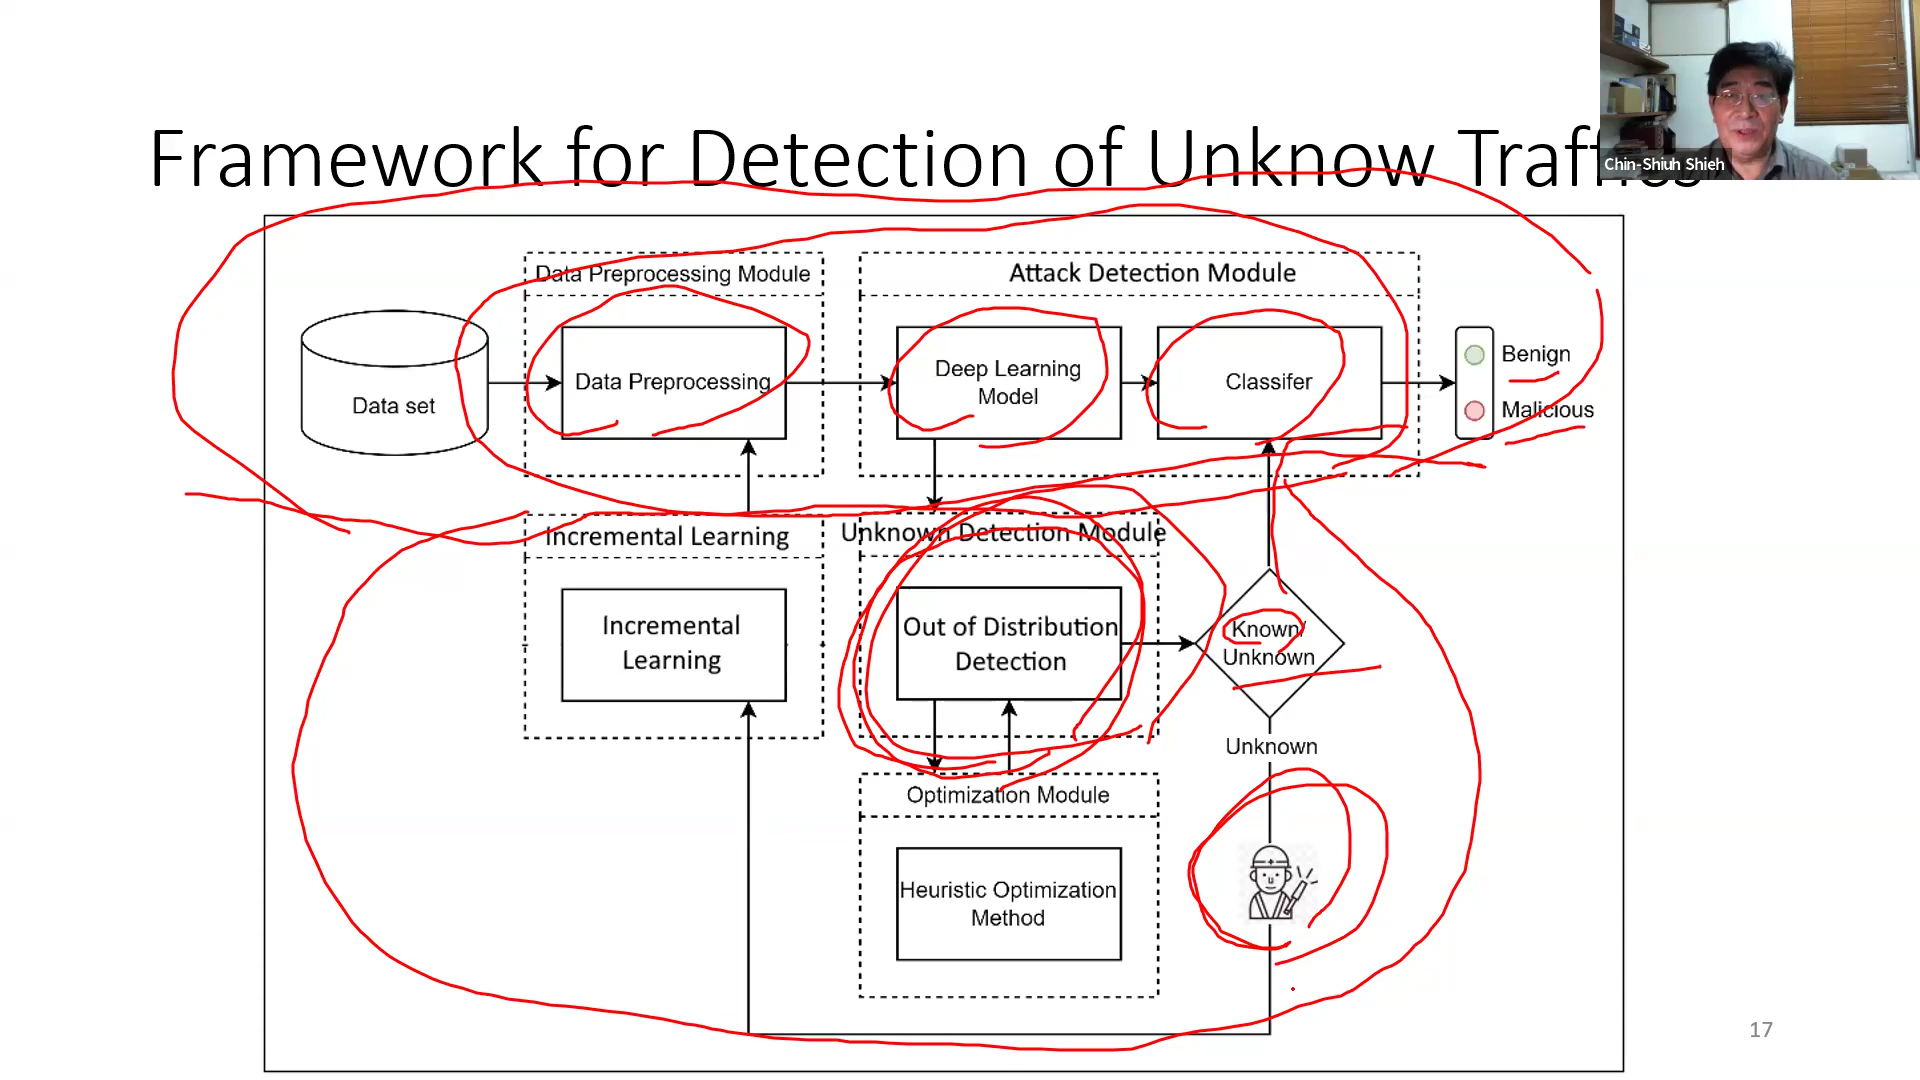 Framework for Detection of Unknow Traffics
Chin-Shiuh Shieh
Data Preprocessing Module
Attack Detection Module
Data set
Data Preprocessing
Deep Learning
Model
Classifer
Benign
Malicious
Incremental Learning
Unknown Detection Module
Incremental
Learning
Out of Distribution
Detection
Known/
Unknown
Unknown
Optimization Module
Heuristic Optimization
Method
17